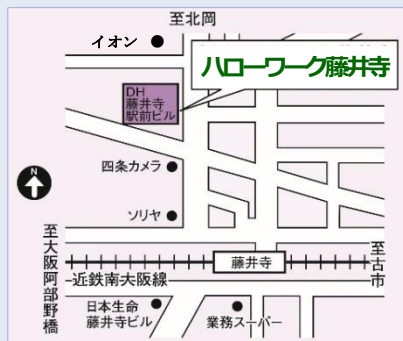 至北岡
イオン
ハローワーク藤井寺
DH
藤井寺
駅前ビル
四条カメラ
N
ソリヤ
至大阪阿部野橋
藤井寺
至古市
近鉄南大阪線
日本生命
藤井寺ビル
業務スーパー